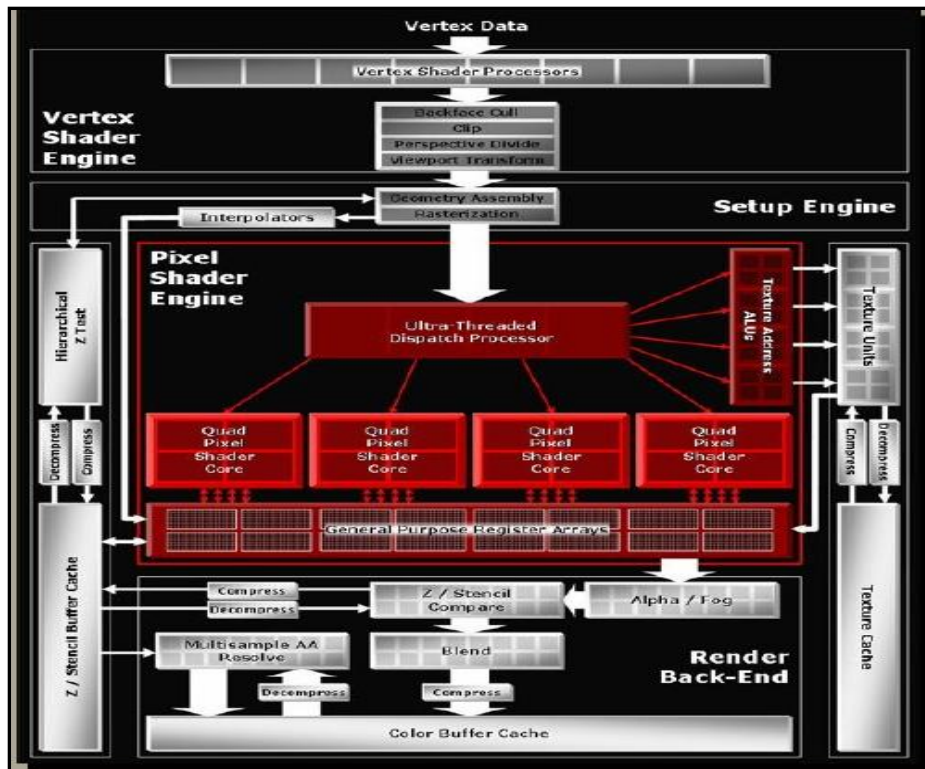 Vertex Data
Vertex Shader Processors
Vertex
Shader
Engine
Backface Cull
Clip
Perspective Divide
Viewport Transform
Geometry Assembly
Rasterization
Interpolators
Setup Engine
Hierarchical
Z Test
Pixel
Shader
Engine
Ultra-Threaded
Dispatch Processor
Texture Address
ALUs
Texture Units
Quad
Pixel
Shader
Core
Quad
Pixel
Shader
Core
Quad
Pixel
Shader
Core
Quad
Pixel
Shader
Core
Decompress
Compress
Compress
Decompress
General Purpose Register Arrays
Z / Stencil Buffer Cache
Compress
Decompress
Z / Stencil
Compare
Alpha / Fog
Multisample AA
Resolve
Blend
Render
Back-End
Decompress
Compress
Color Buffer Cache
Texture Cache